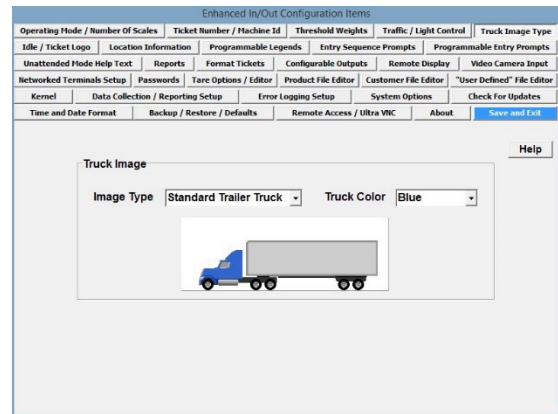 Enhanced In/Out Configuration Items
Operating Mode / Number Of Scales Ticket Number / Machine Id Threshold Weights Traffic / Light Control Truck Image Type
Idle / Ticket Logo Location Information Programmable Legends Entry Sequence Prompts Programmable Entry Prompts
Unattended Mode Help Text Reports Format Tickets Configurable Outputs Remote Display Video Camera Input
Networked Terminals Setup Passwords Tare Options / Editor Product File Editor Customer File Editor "User Defined" File Editor
Kernel Data Collection / Reporting Setup Error Logging Setup System Options Check For Updates
Time and Date Format Backup / Restore / Defaults Remote Access / Ultra VNC About Save and Exit
Help
Truck Image
Image Type Standard Trailer Truck Truck Color Blue